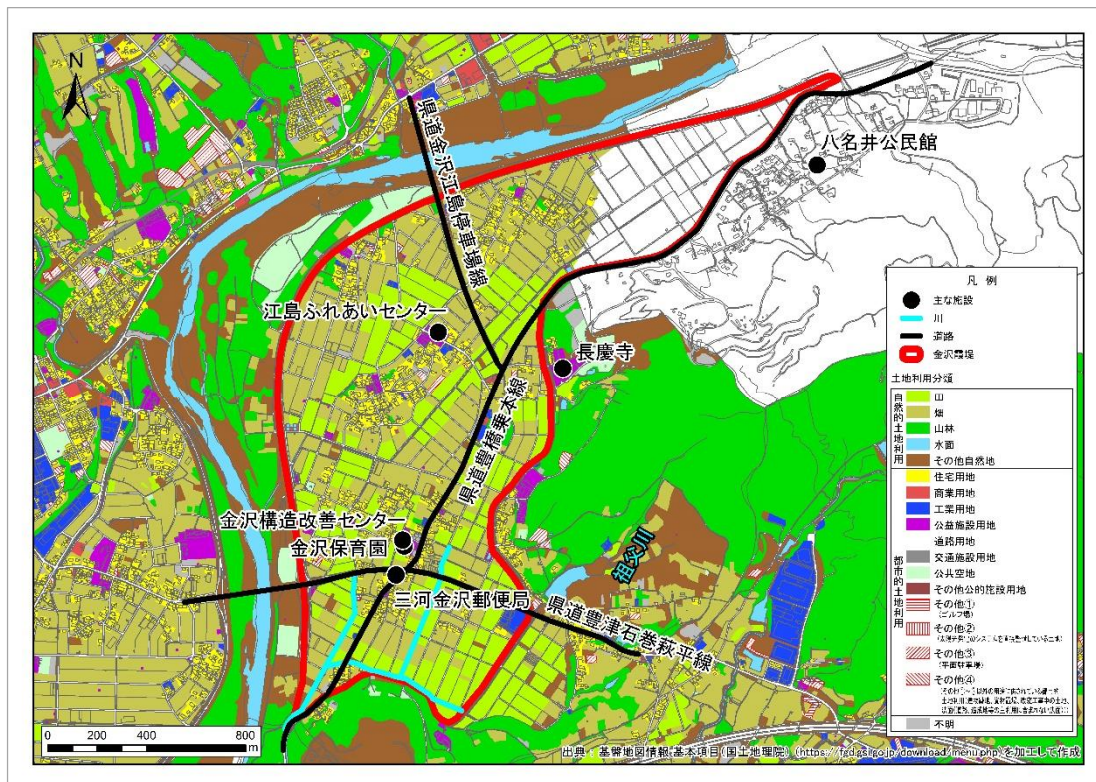 N
県道金沢江島停車場線
八名井公民館
江島ふれあいセンター
長慶寺
県道豊橋乗本線
金沢構造改善センター
金沢保育園
三河金沢郵便局
祖父川
県道豊津石巻萩平線
凡 例
主な施設
川
道路
金沢霞堤
土地利用分類
自然的土地利用
田
畑
山林
水面
その他自然地
都市的土地利用
住宅用地
商業用地
工業用地
公益施設用地
道路用地
交通施設用地
公共空地
その他公的施設用地
その他①
(ゴルフ場)
その他②
その他③
(平面駐車場)
その他④
不明
0 200 400 800
m
出典：基盤地図情報基本項目(国土地理院) (https://fgd.gsi.go.jp/download/menu.php)を加工して作成